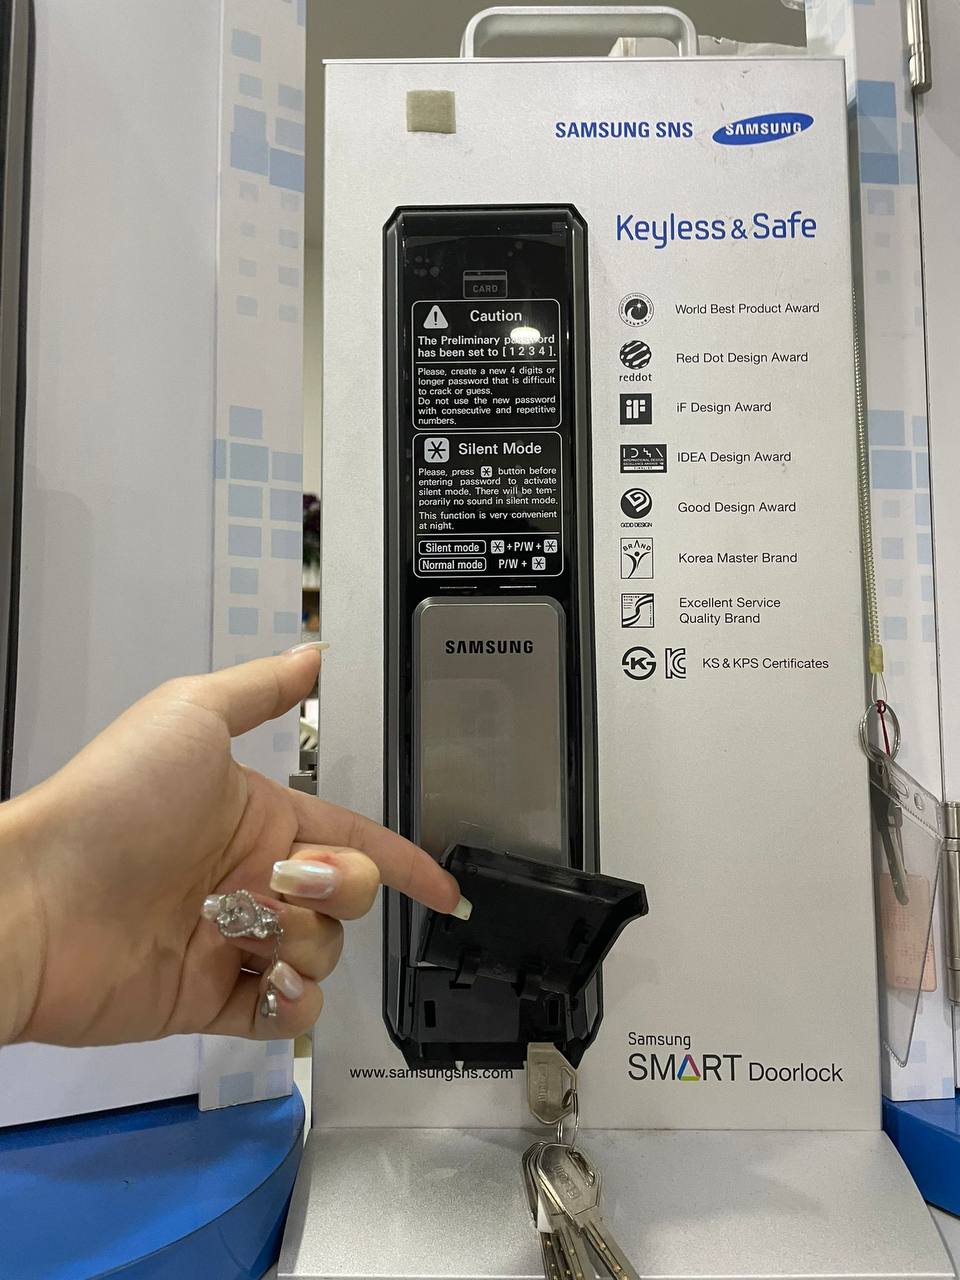 SAMSUNG SNS SAMSUNG
Keyless & Safe
CARD
Caution
The Preliminary password
has been set to [ 1 2 3 4 ].
Please, create a new 4 digits or
longer password that is difficult
to crack or guess.
Do not use the new password
with consecutive and repetitive
numbers.
Silent Mode
Please, press * button before
entering password to activate
silent mode. There will be tem-
porarily no sound in silent mode.
This function is very convenient
at night.
Silent mode * + P/W + *
Normal mode P/W + *
SAMSUNG
World Best Product Award
reddot
Red Dot Design Award
iF
iF Design Award
IDEA Design Award
GOOD DESIGN
Good Design Award
BRAND
Korea Master Brand
Excellent Service
Quality Brand
KS & KPS Certificates
www.samsungsns.com
Samsung
SMART Doorlock